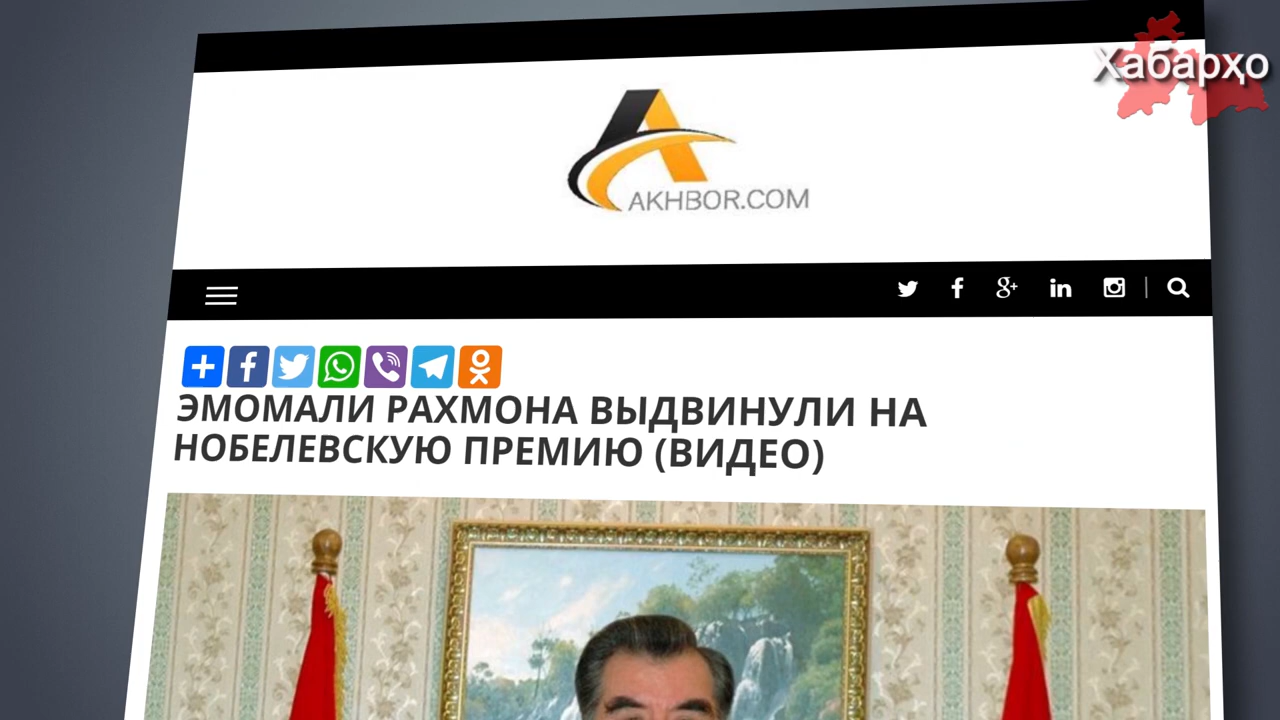 Хабарҳо
AKHBOR.COM
ЭМОМАЛИ РАХМОНА ВЫДВИНУЛИ НА
НОБЕЛЕВСКУЮ ПРЕМИЮ (ВИДЕО)